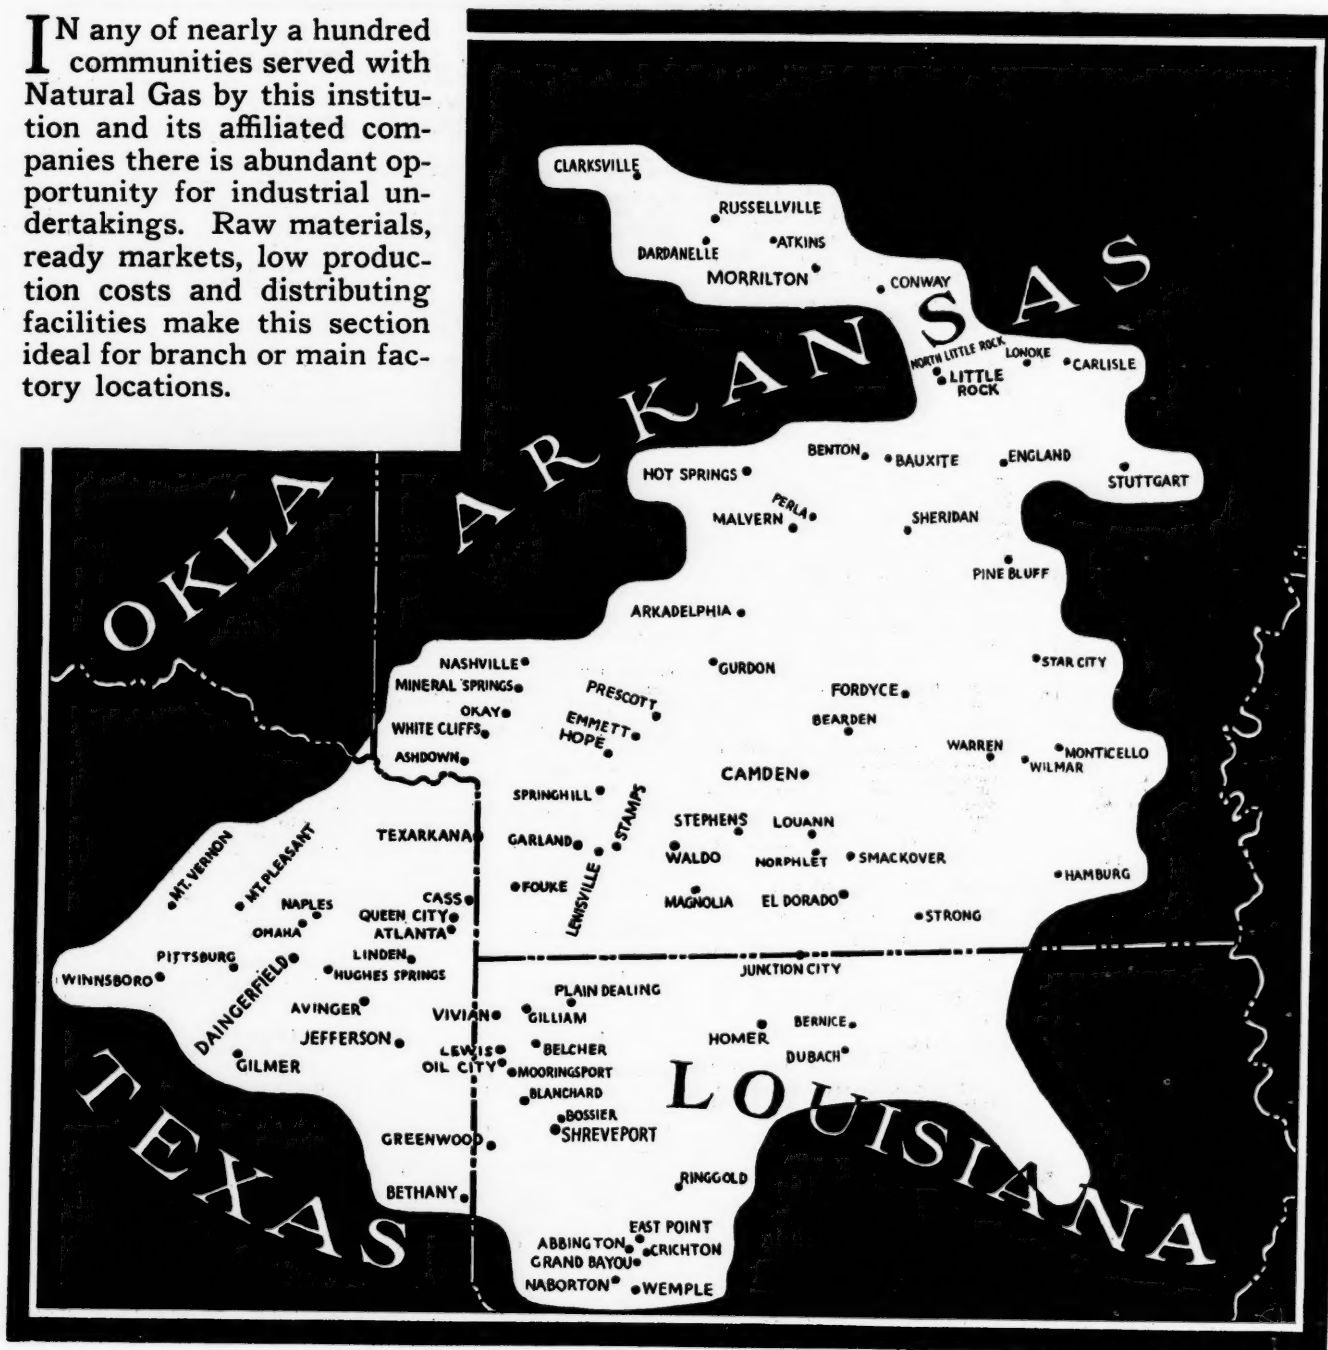 IN any of nearly a hundred
communities served with
Natural Gas by this institu-
tion and its affiliated com-
panies there is abundant op-
portunity for industrial un-
dertakings. Raw materials,
ready markets, low produc-
tion costs and distributing
facilities make this section
ideal for branch or main fac-
tory locations.
CLARKSVILLE
RUSSELLVILLE
DARDANELLE
ATKINS
MORRILTON
CONWAY
ARKANSAS
NORTH LITTLE ROCK
LONOKE
CARLISLE
LITTLE
ROCK
BENTON
BAUXITE
ENGLAND
HOT SPRINGS
STUTTGART
PERLA
MALVERN
SHERIDAN
PINE BLUFF
OKLA
ARKADELPHIA
NASHVILLE
GURDON
STAR CITY
MINERAL SPRINGS
PRESCOTT
FORDYCE
OKAY
EMMETT
BEARDEN
WHITE CLIFFS
HOPE
WARREN
MONTICELLO
WILMAR
ASHDOWN
CAMDEN
SPRINGHILL
STAMPS
STEPHENS
LOUANN
TEXARKANA
GARLAND
WALDO
NORPHLET
SMACKOVER
MT. VERNON
MT. PLEASANT
HAMBURG
FOUKE
LEWISVILLE
MAGNOLIA
EL DORADO
CASS
NAPLES
QUEEN CITY
STRONG
OMAHA
ATLANTA
PITTSBURG
LINDEN
JUNCTION CITY
WINNSBORO
DAINGERFIELD
HUGHES SPRINGS
PLAIN DEALING
AVINGER
VIVIAN
GILLIAM
BERNICE
JEFFERSON
HOMER
LEWIS
BELCHER
DUBACH
GILMER
OIL CITY
MOORINGSPORT
LOUISIANA
TEXAS
BLANCHARD
BOSSIER
SHREVEPORT
GREENWOOD
RINGGOLD
BETHANY
EAST POINT
ABBINGTON
CRICHTON
GRAND BAYOU
NABORTON
WEMPLE